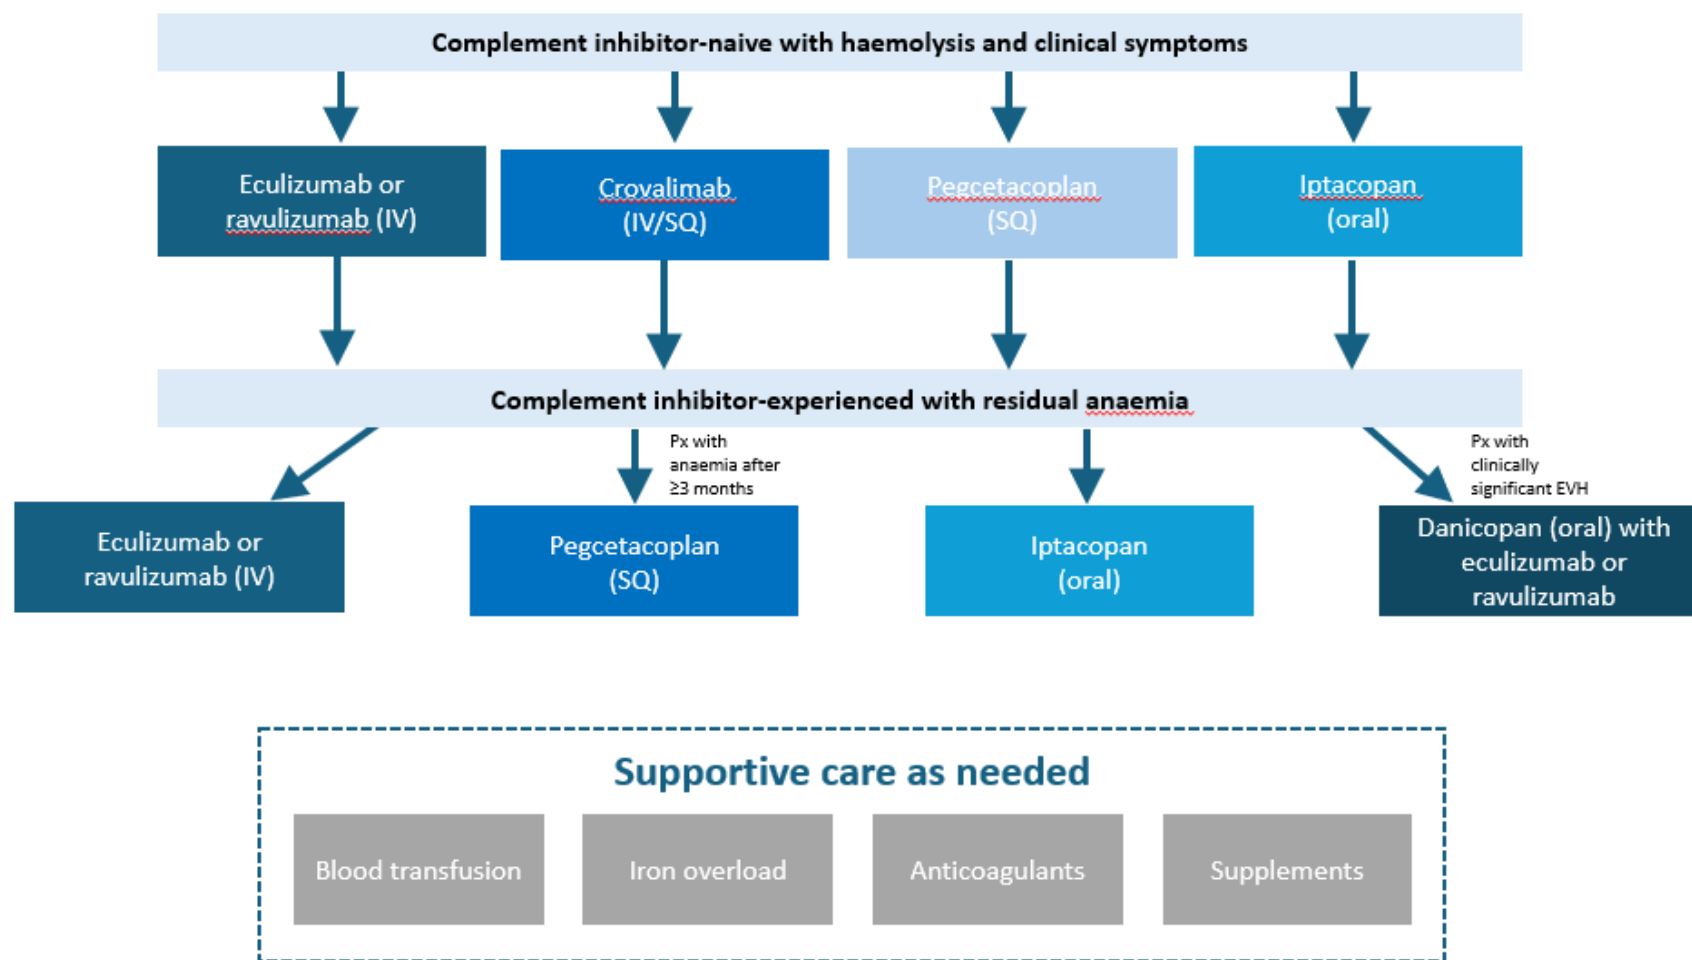 Complement inhibitor-naive with haemolysis and clinical symptoms
Eculizumab or
ravulizumab (IV)
Crovalimab
(IV/SQ)
Pegcetacoplan
(SQ)
Iptacopan
(oral)
Complement inhibitor-experienced with residual anaemia
Px with
anaemia after
≥3 months
Px with
clinically
significant EVH
Eculizumab or
ravulizumab (IV)
Pegcetacoplan
(SQ)
Iptacopan
(oral)
Danicopan (oral) with
eculizumab or
ravulizumab
Supportive care as needed
Blood transfusion
Iron overload
Anticoagulants
Supplements